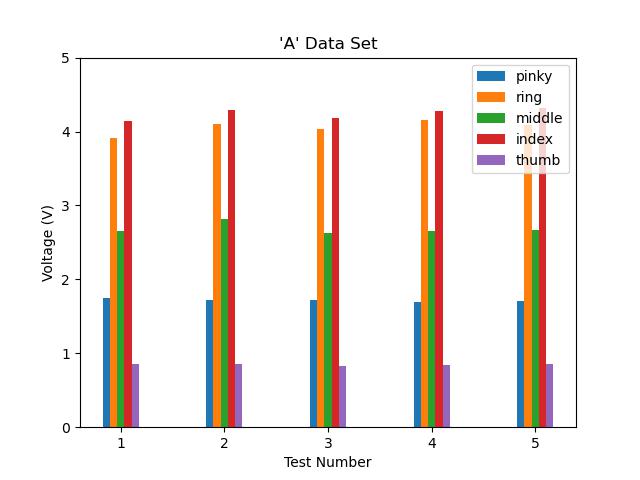 'A' Data Set
pinky
ring
middle
index
thumb
Voltage (V)
5
4
3
2
1
0
1 2 3 4 5
Test Number